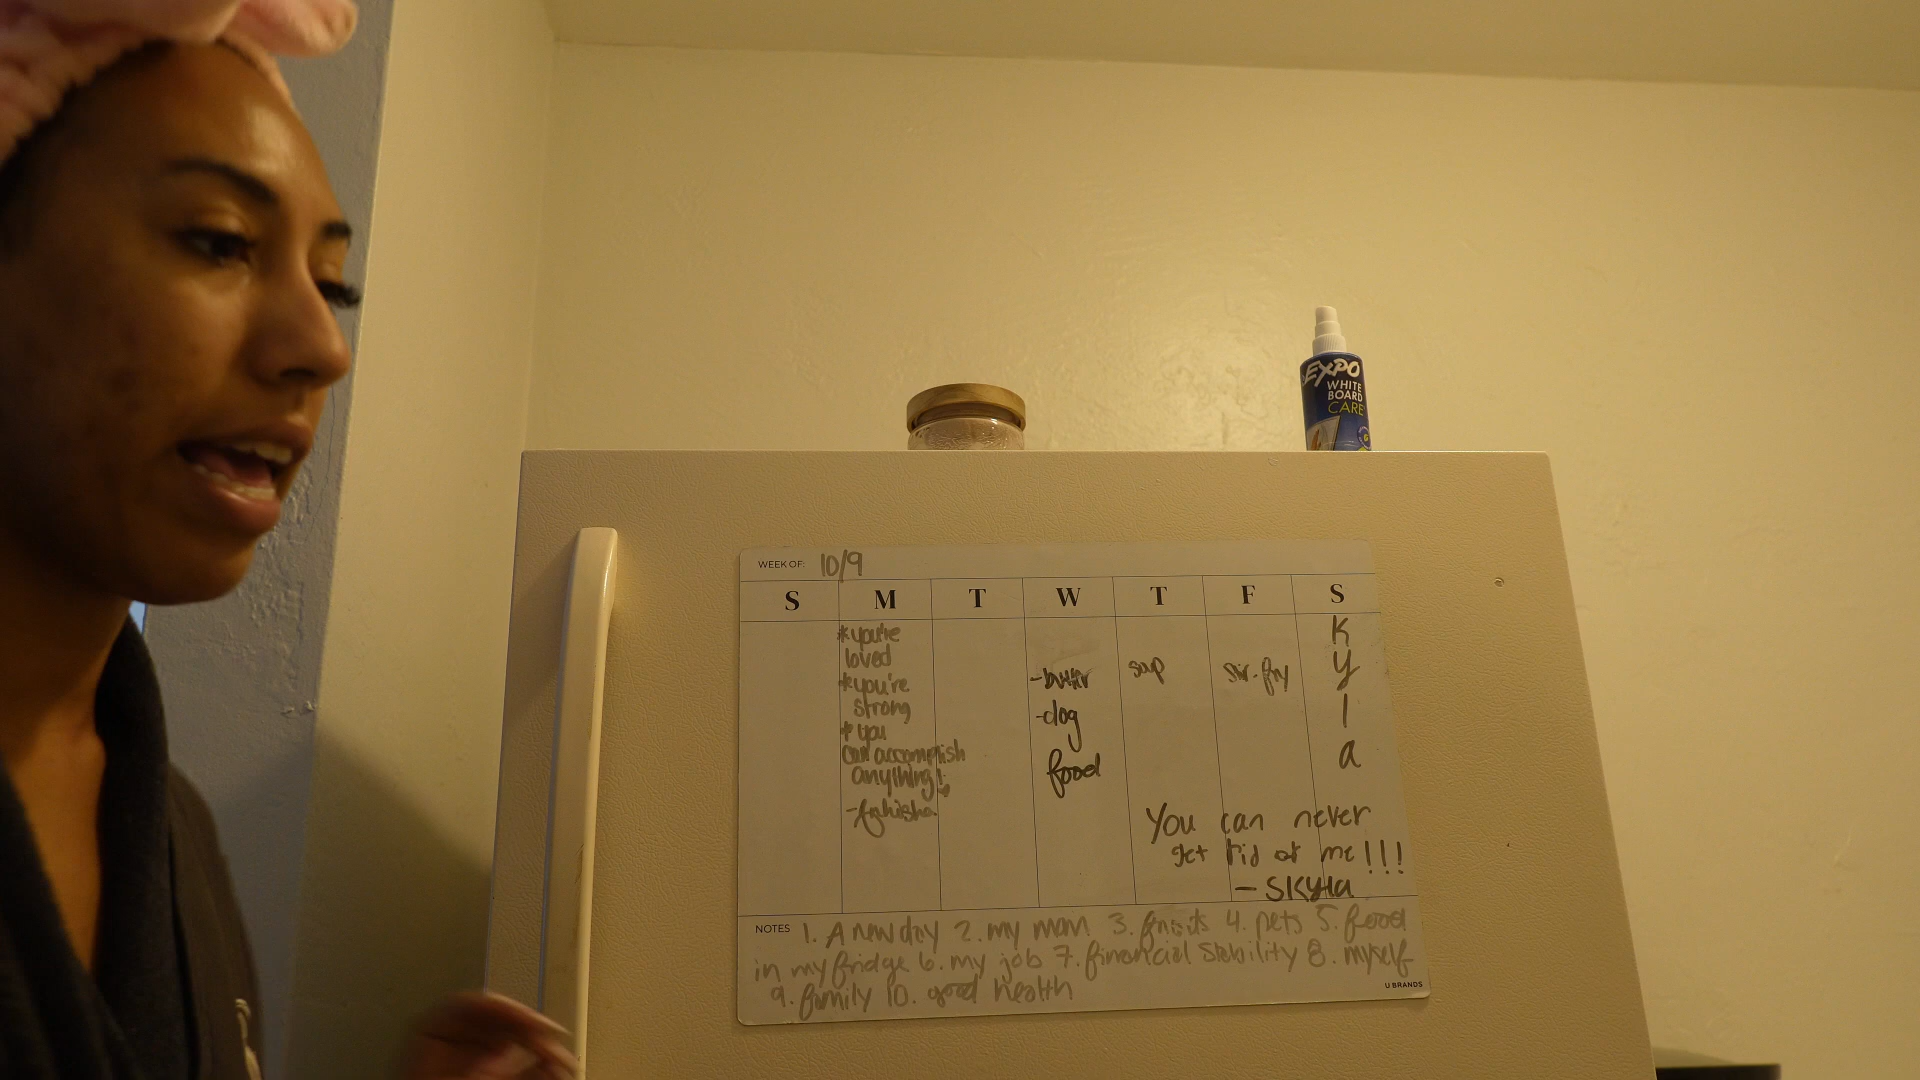 EXPO
WHITE
BOARD
CARE
WEEK OF: 10/9
S M T W T F S
*you're
loved
*you're
strong
*you
can accomplish
anything!
-butter
-dog
food
soup
stir-fry
K
y
l
a
You can never
get rid of me!!!
- Skyla
NOTES 1. A new day 2. my mom 3. 4. pets 5. food
in my fridge 6. my job 7. financial Stability 8. myself
9. family 10. good health
U BRANDS